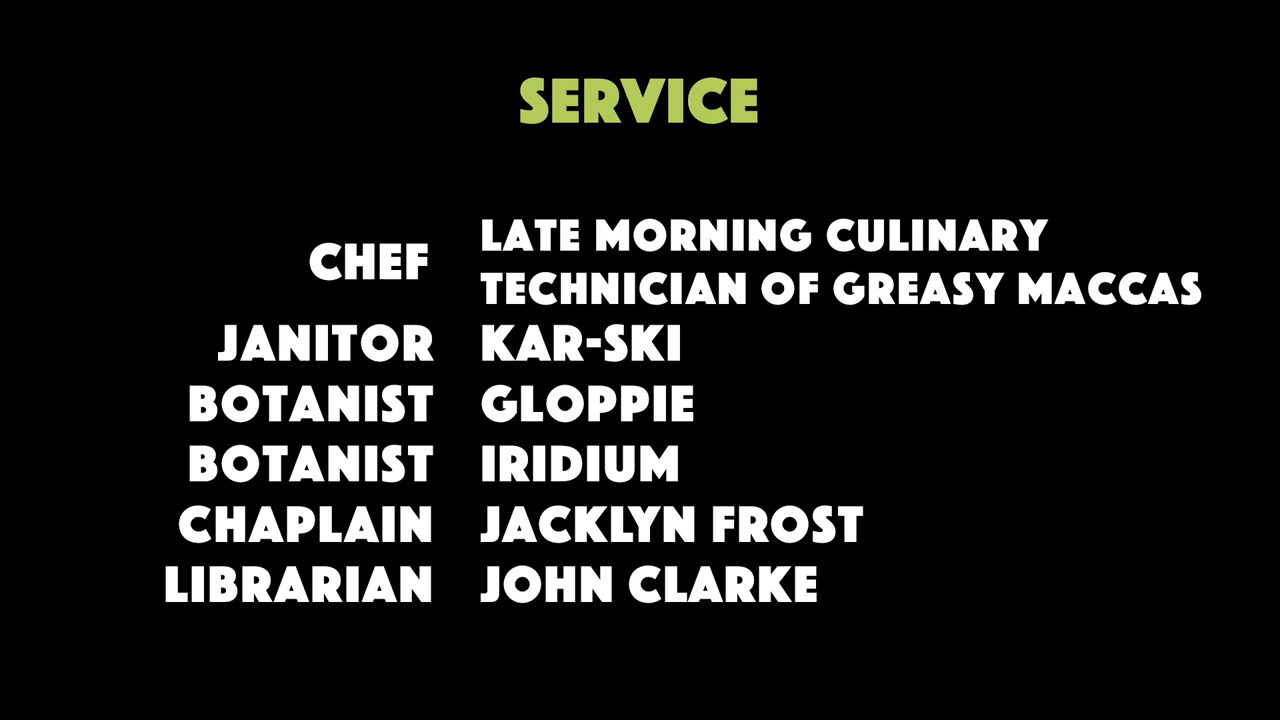 SERVICE
CHEF LATE MORNING CULINARY
TECHNICIAN OF GREASY MACCAS
JANITOR KAR-SKI
BOTANIST GLOPPIE
BOTANIST IRIDIUM
CHAPLAIN JACKLYN FROST
LIBRARIAN JOHN CLARKE